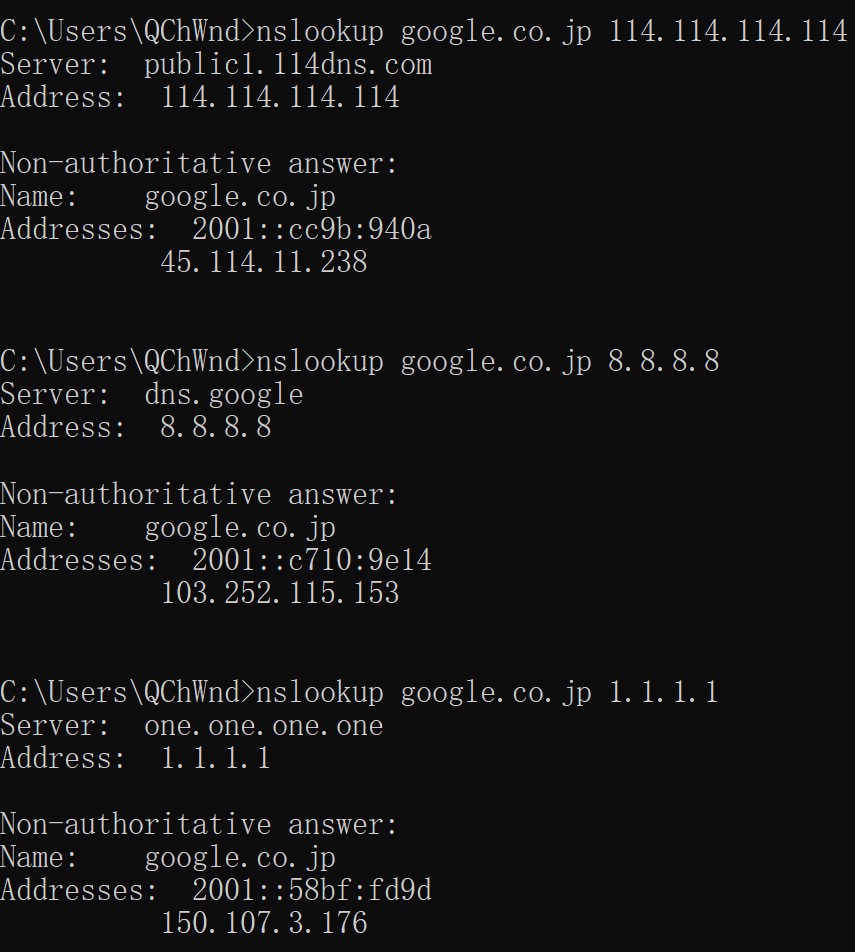 C:\Users\QChWnd>nslookup google.co.jp 114.114.114.114
Server:  public1.114dns.com
Address:  114.114.114.114

Non-authoritative answer:
Name:    google.co.jp
Addresses:  2001::cc9b:940a
          45.114.11.238

C:\Users\QChWnd>nslookup google.co.jp 8.8.8.8
Server:  dns.google
Address:  8.8.8.8

Non-authoritative answer:
Name:    google.co.jp
Addresses:  2001::c710:9e14
          103.252.115.153

C:\Users\QChWnd>nslookup google.co.jp 1.1.1.1
Server:  one.one.one.one
Address:  1.1.1.1

Non-authoritative answer:
Name:    google.co.jp
Addresses:  2001::58bf:fd9d
          150.107.3.176